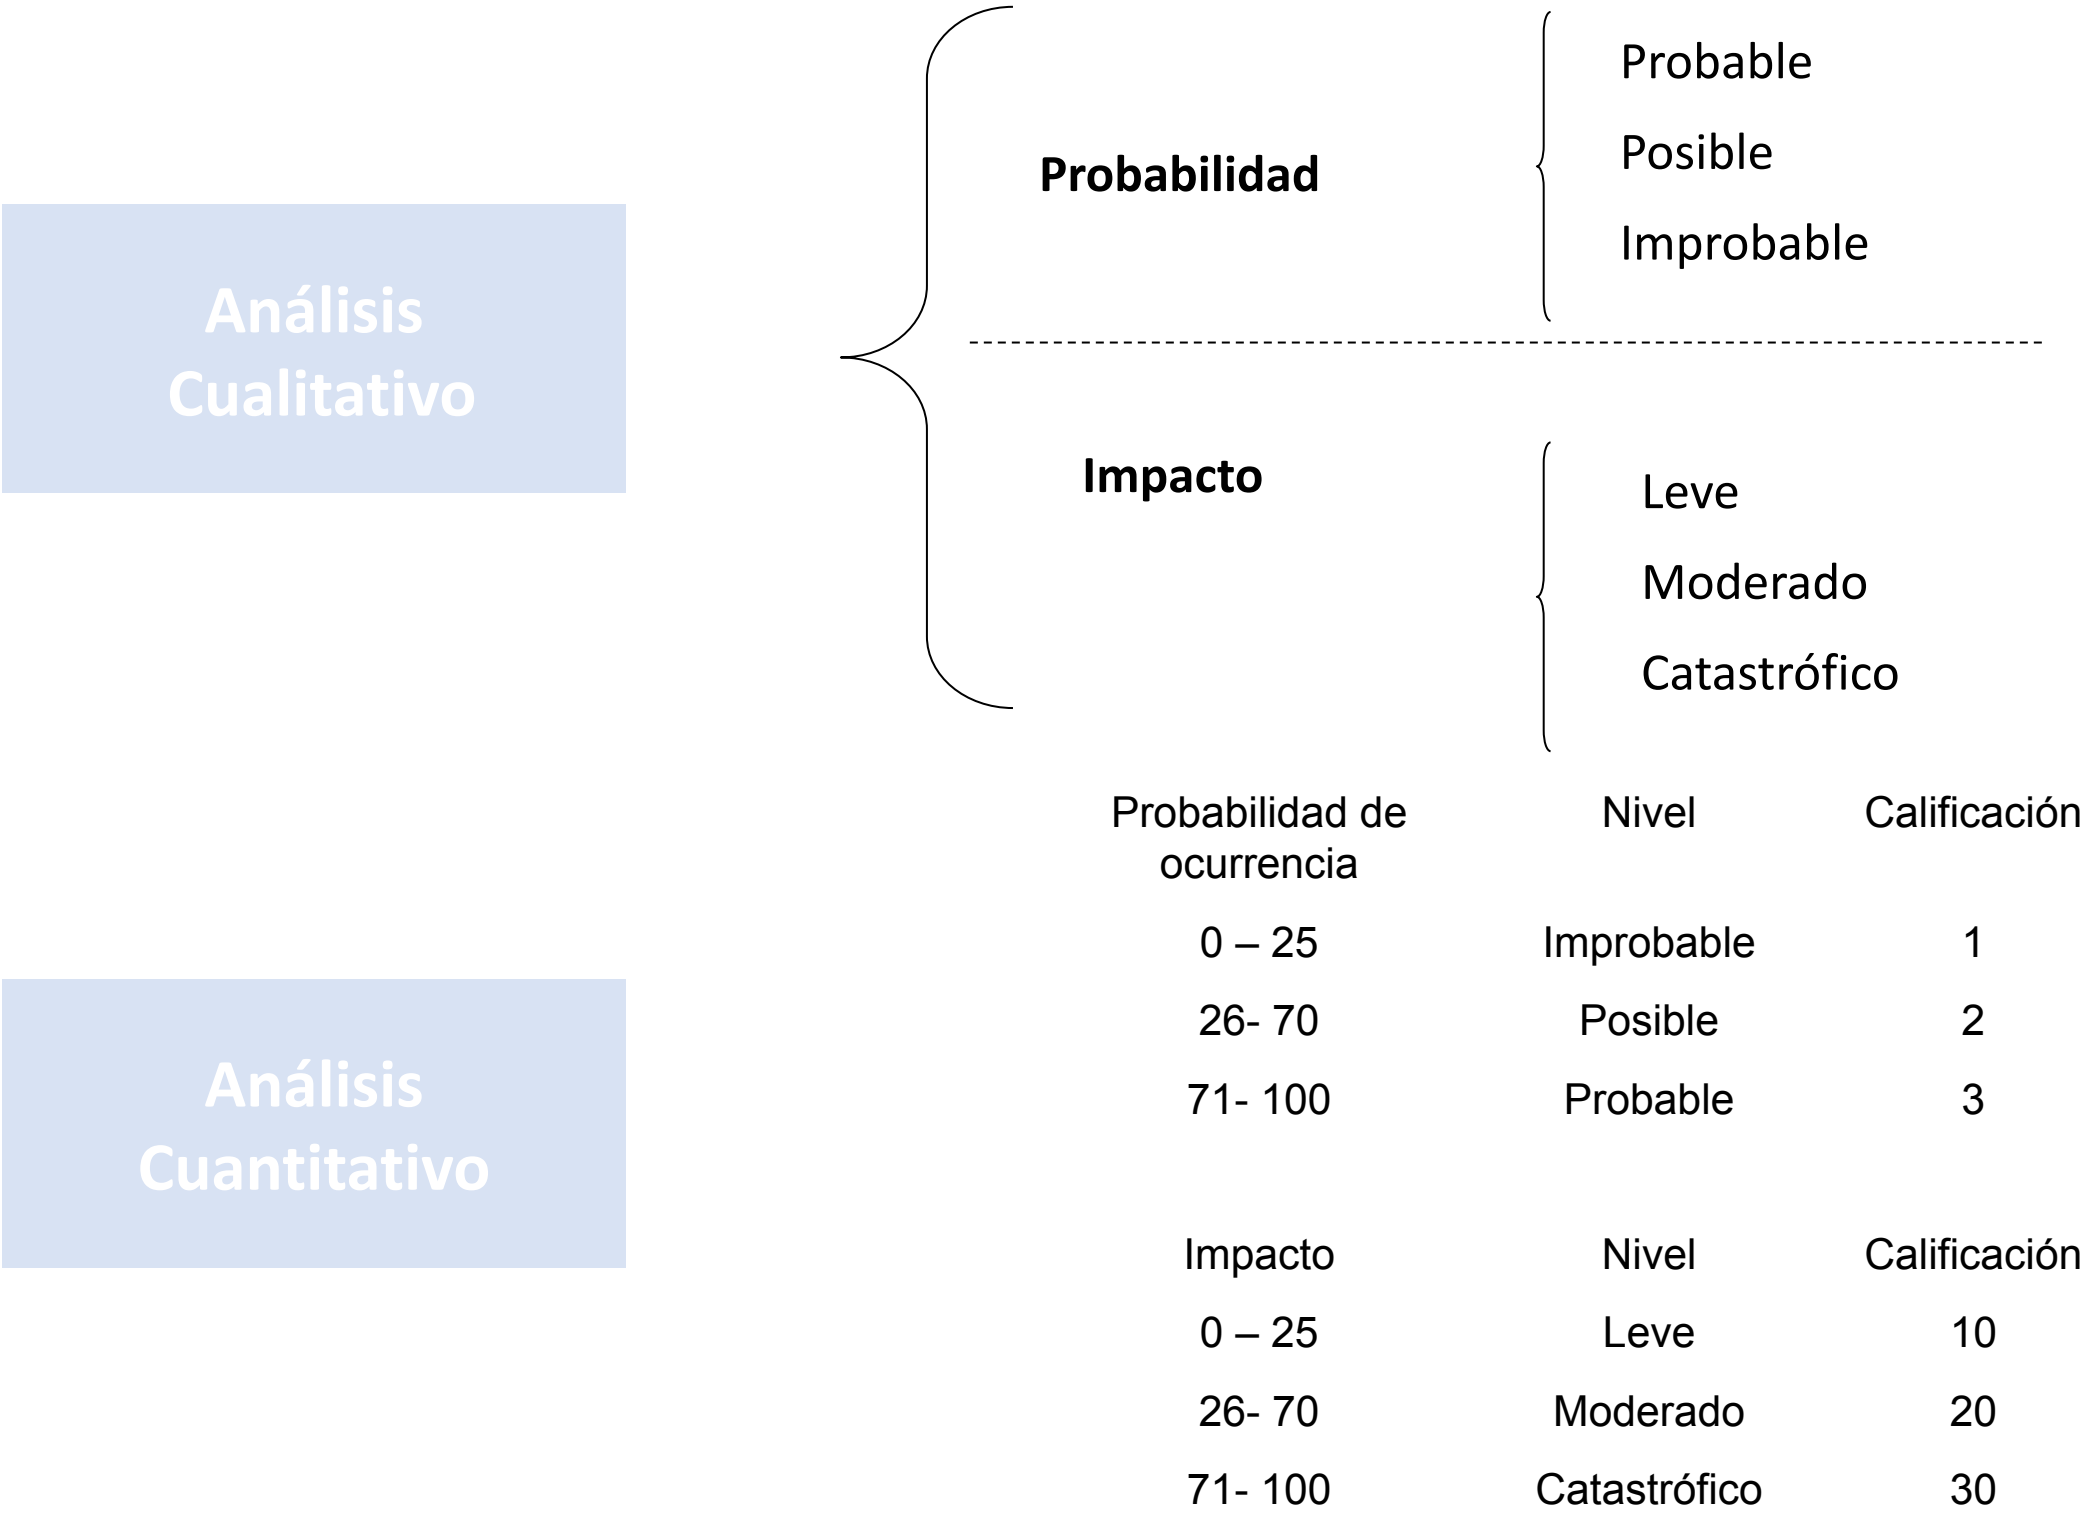 Análisis
Cualitativo
Probabilidad
Probable
Posible
Improbable
Impacto
Leve
Moderado
Catastrófico
Análisis
Cuantitativo
Probabilidad de ocurrencia Nivel Calificación
0 – 25 Improbable 1
26- 70 Posible 2
71- 100 Probable 3
Impacto Nivel Calificación
0 – 25 Leve 10
26- 70 Moderado 20
71- 100 Catastrófico 30